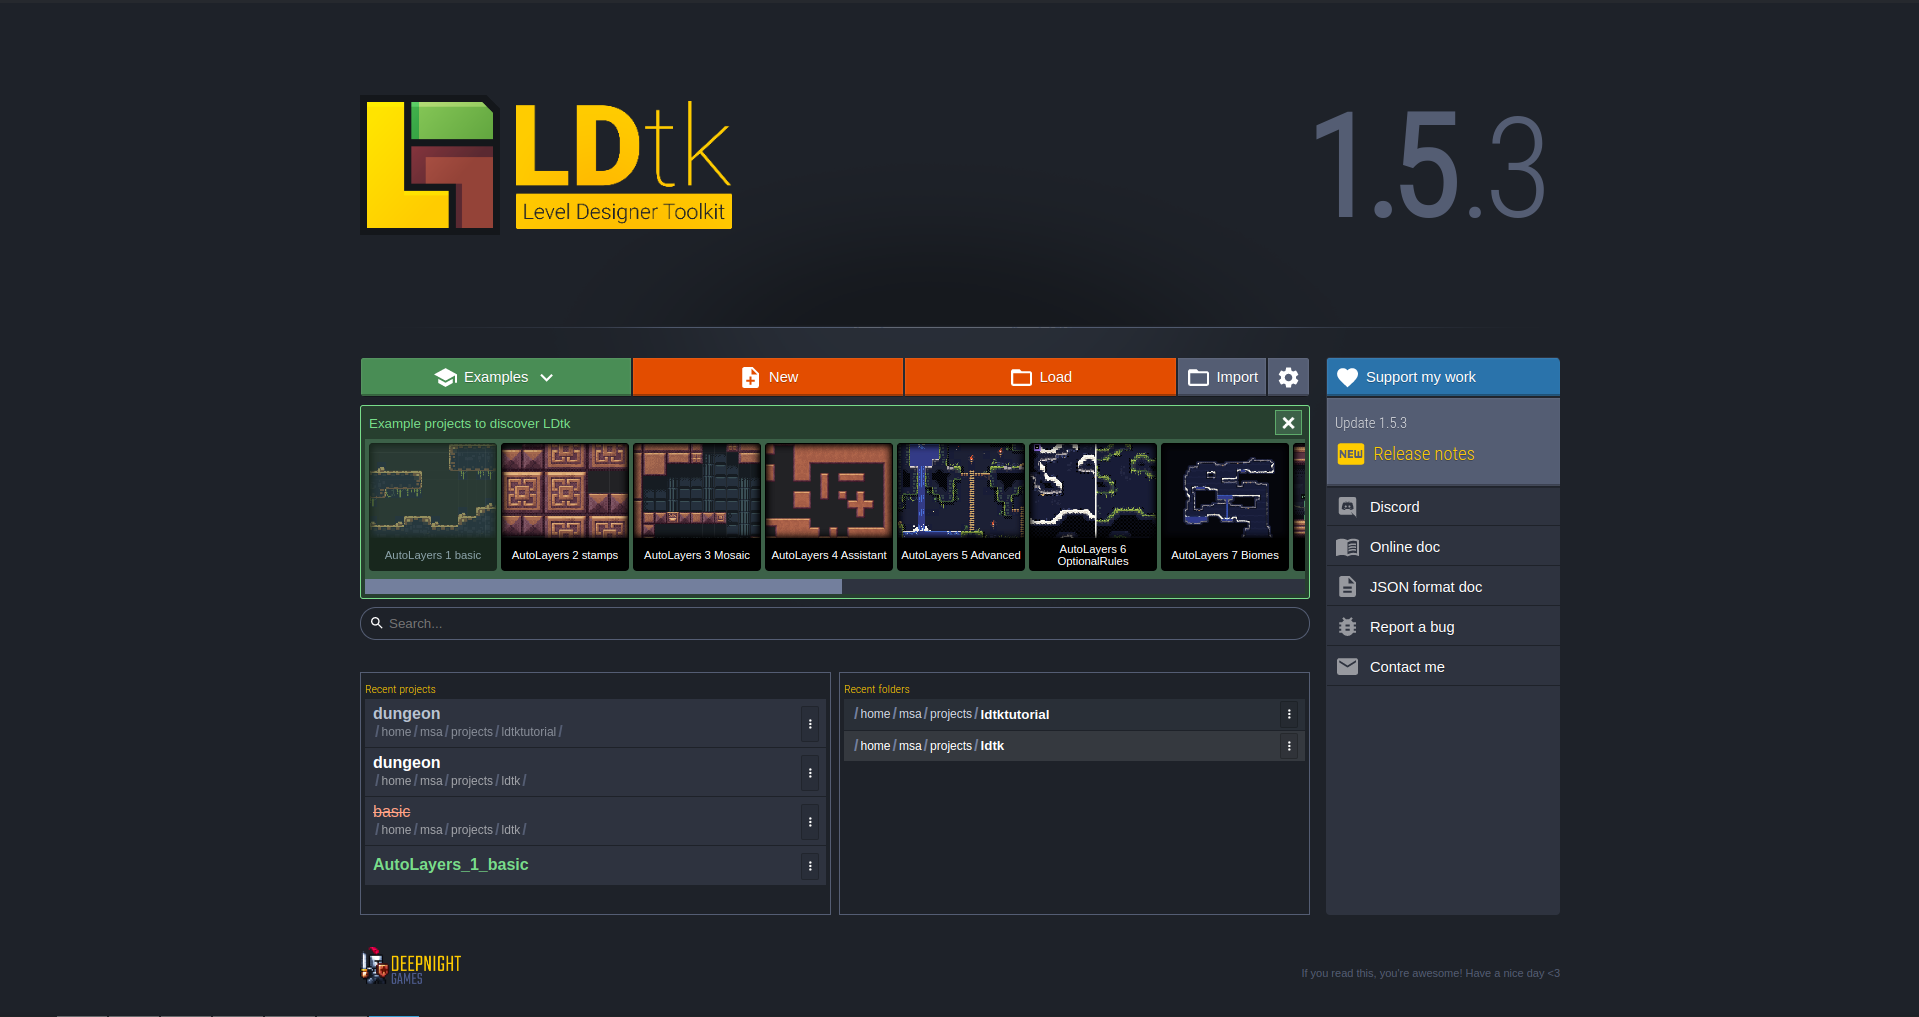 LDtk
Level Designer Toolkit
1.5.3
Examples
New
Load
Import
Support my work
Example projects to discover LDtk
AutoLayers 1 basic
AutoLayers 2 stamps
AutoLayers 3 Mosaic
AutoLayers 4 Assistant
AutoLayers 5 Advanced
AutoLayers 6
OptionalRules
AutoLayers 7 Biomes
Search...
Update 1.5.3
NEW Release notes
Discord
Online doc
JSON format doc
Report a bug
Contact me
Recent projects
dungeon
/ home / msa / projects / ldtktutorial /
dungeon
/ home / msa / projects / ldtk /
basic
/ home / msa / projects / ldtk /
AutoLayers_1_basic
Recent folders
/ home / msa / projects / ldtktutorial
/ home / msa / projects / ldtk
DEEPNIGHT
GAMES
If you read this, you're awesome! Have a nice day <3